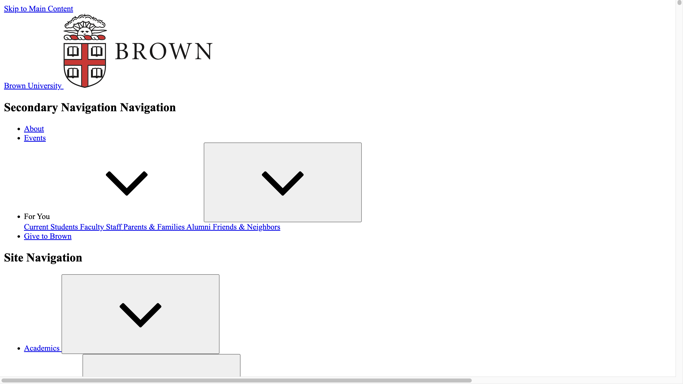 Skip to Main Content
BROWN
Brown University
Secondary Navigation Navigation
About
Events
For You
Current Students Faculty Staff Parents & Families Alumni Friends & Neighbors
Give to Brown
Site Navigation
Academics